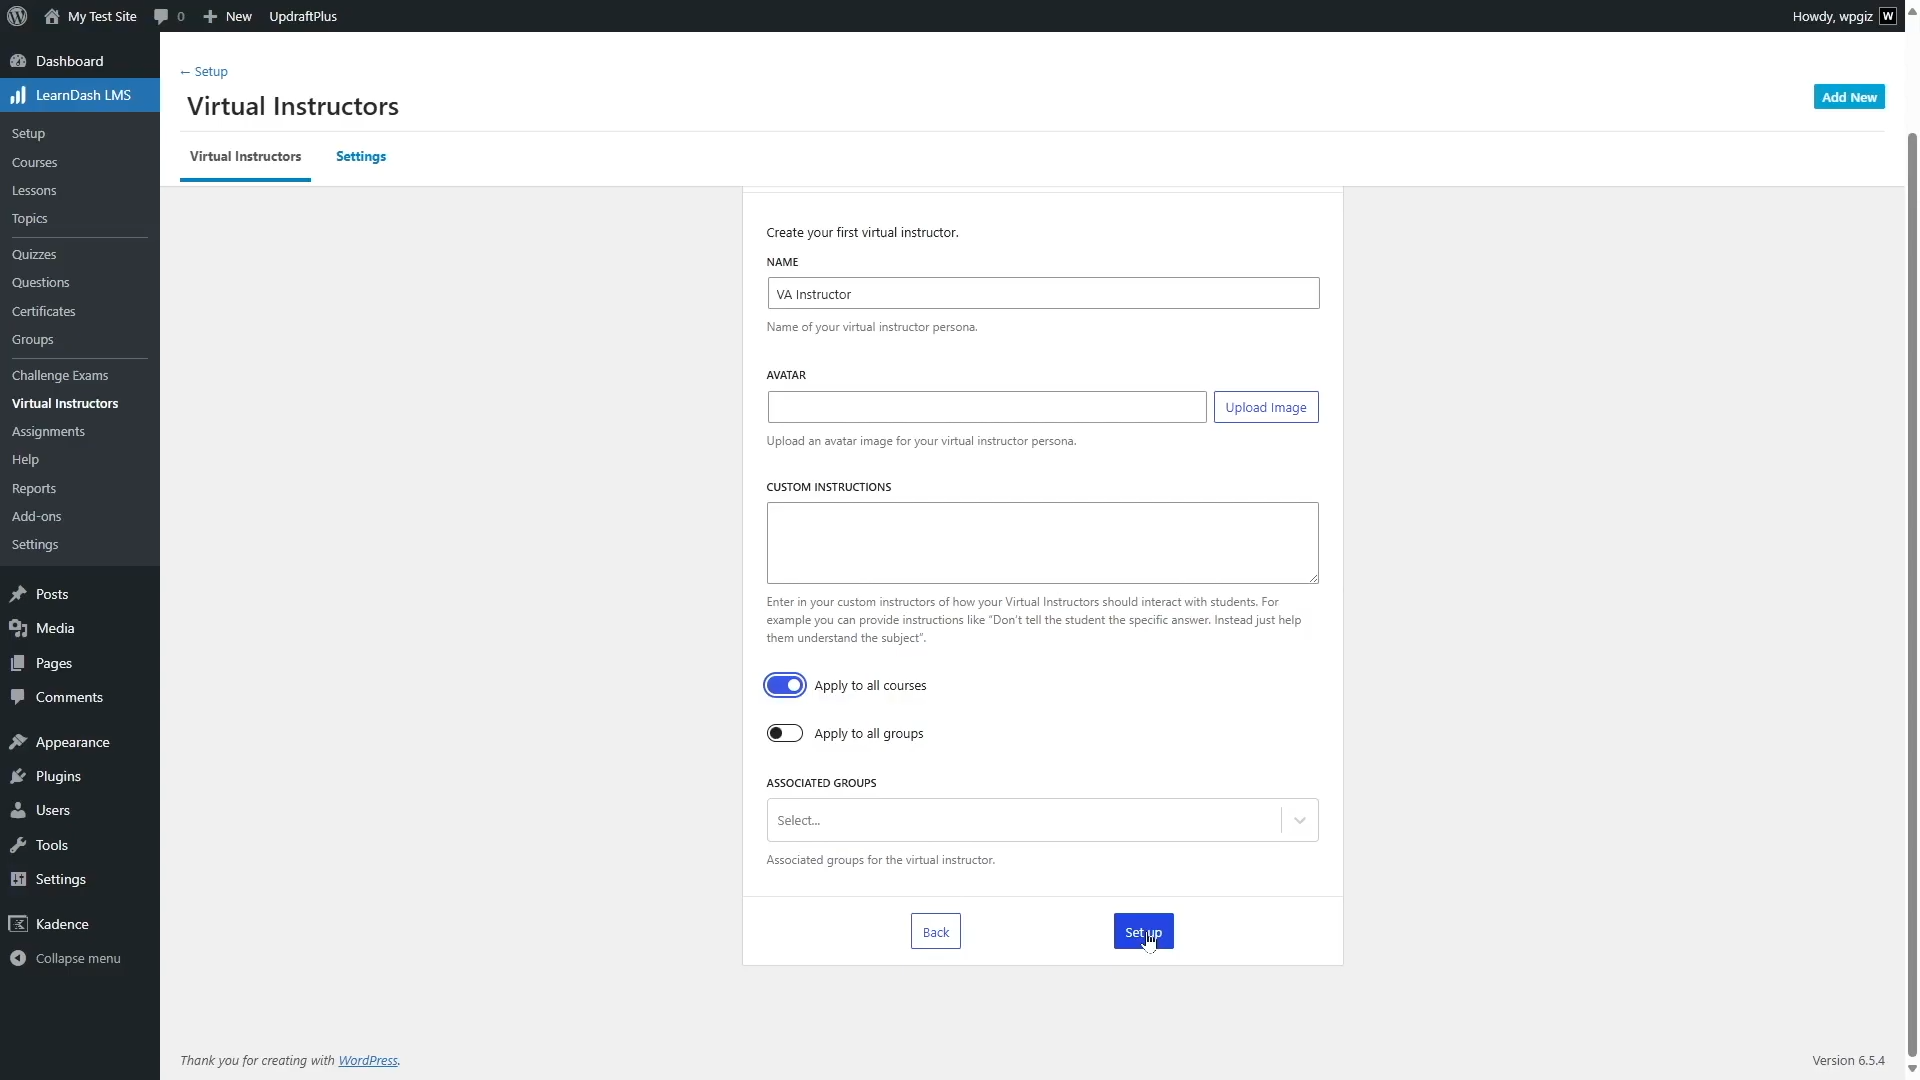 My Test Site
0
New
UpdraftPlus
Howdy, wpgiz
W
Dashboard
LearnDash LMS
Setup
Courses
Lessons
Topics
Quizzes
Questions
Certificates
Groups
Challenge Exams
Virtual Instructors
Assignments
Help
Reports
Add-ons
Settings
Posts
Media
Pages
Comments
Appearance
Plugins
Users
Tools
Settings
Kadence
Collapse menu
← Setup
Virtual Instructors
Add New
Virtual Instructors
Settings
Create your first virtual instructor.
NAME
VA Instructor
Name of your virtual instructor persona.
AVATAR
Upload Image
Upload an avatar image for your virtual instructor persona.
CUSTOM INSTRUCTIONS
Enter in your custom instructors of how your Virtual Instructors should interact with students. For
example you can provide instructions like “Don’t tell the student the specific answer. Instead just help
them understand the subject”.
Apply to all courses
Apply to all groups
ASSOCIATED GROUPS
Select...
Associated groups for the virtual instructor.
Back
Setup
Thank you for creating with WordPress.
Version 6.5.4